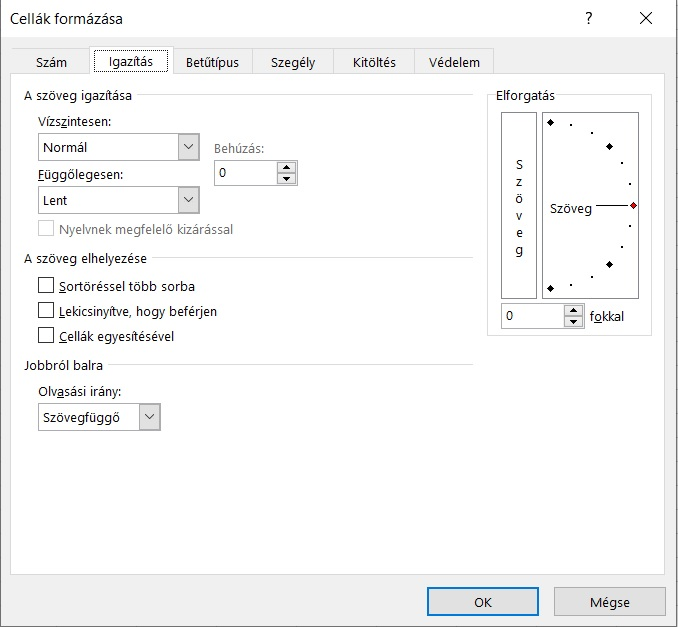 Cellák formázása
?
Szám Igazítás Betűtípus Szegély Kitöltés Védelem
A szöveg igazítása
Vízszintesen:
Normál
Behúzás:
0
Függőlegesen:
Lent
Nyelvnek megfelelő kizárással
A szöveg elhelyezése
Sortöréssel több sorba
Lekicsinyítve, hogy beférjen
Cellák egyesítésével
Jobbról balra
Olvasási irány:
Szövegfüggő
Elforgatás
S
z
ö
v
e
g
Szöveg
0 fokkal
OK Mégse